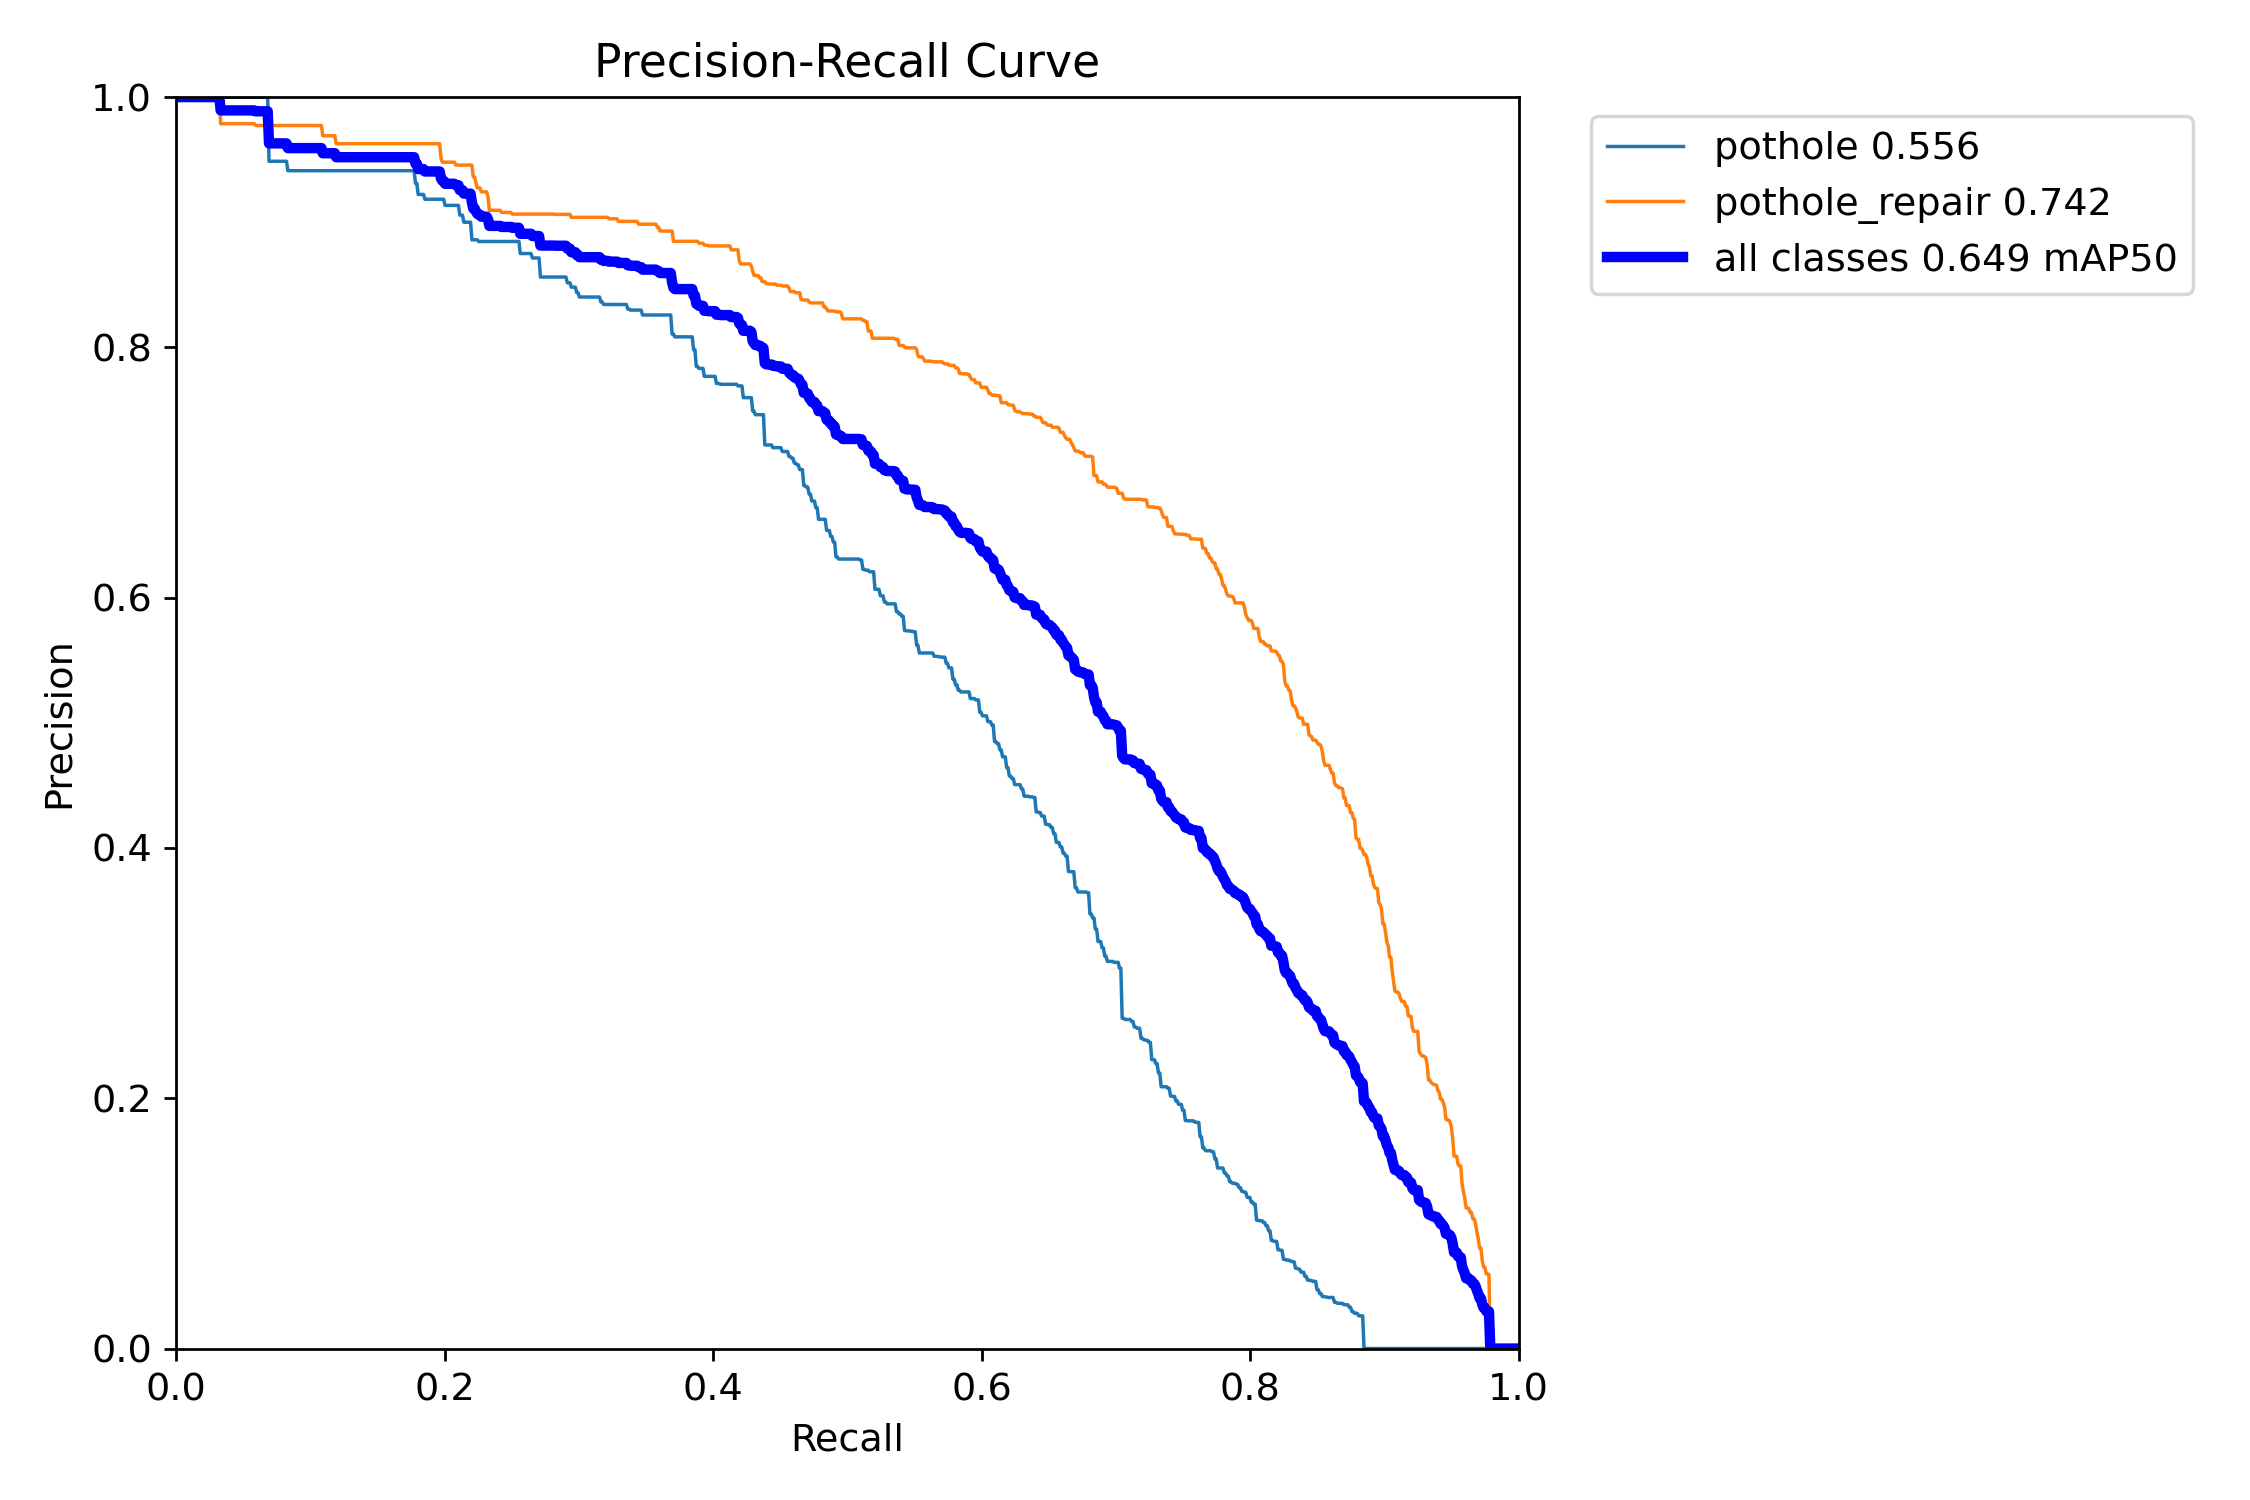 Precision-Recall Curve
1.0
0.8
0.6
0.4
0.2
0.0
Precision
0.0 0.2 0.4 0.6 0.8 1.0
Recall
pothole 0.556
pothole_repair 0.742
all classes 0.649 mAP50